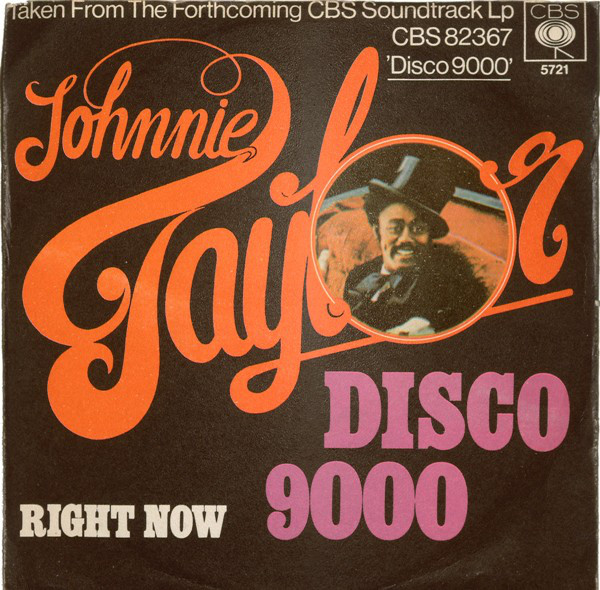 Taken From The Forthcoming CBS Soundtrack Lp
CBS 82367
'Disco 9000'
CBS
5721
Johnnie
Taylor
DISCO
9000
RIGHT NOW